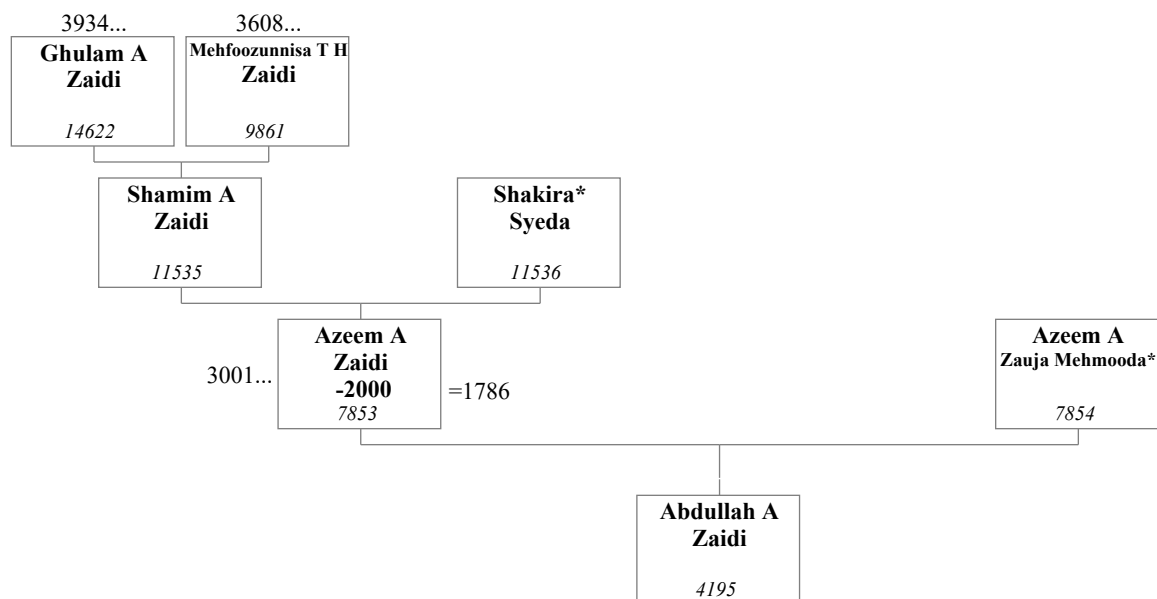 3934...
3608...
Ghulam A
Zaidi
14622
Mehfoozunnisa T H
Zaidi
9861
Shamim A
Zaidi
11535
Shakira*
Syeda
11536
3001...
Azeem A
Zaidi
-2000
7853
=1786
Azeem A
Zauja Mehmooda*
7854
Abdullah A
Zaidi
4195